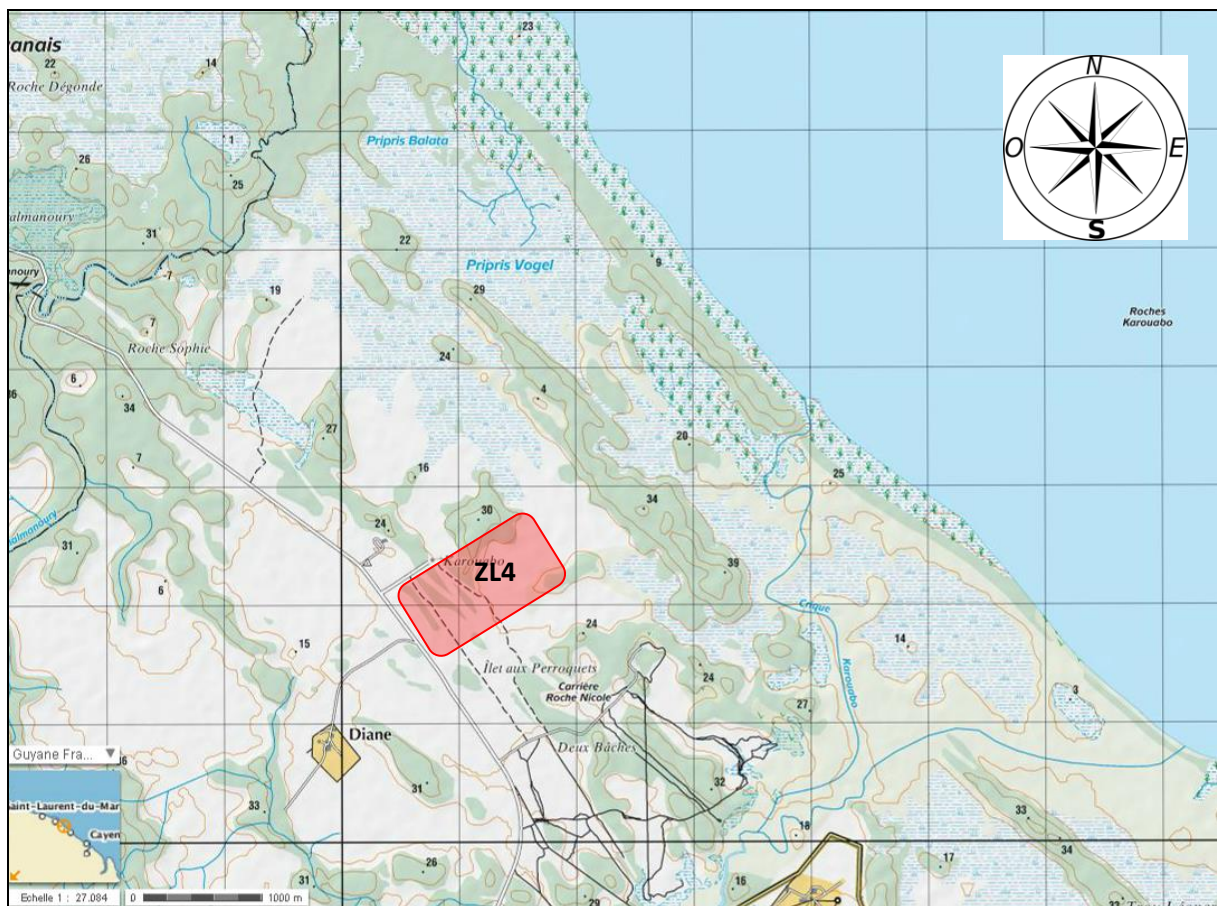 anais
22
Roche Dégonde
14
23
N
O
E
S
Pripris Balata
1
26
25
almanoury
31
22
9
Pripris Vogel
noury
-7
19
29
Roches
Karouabo
7
Roche Sophie
24
6
4
34
27
20
7
16
25
34
30
24
31
Karouabo
ZL4
39
6
Crique
24
15
14
Îlet aux Perroquets
Karouabo
Carrière
Roche Nicole
24
3
27
Diane
Deux Bâches
Guyane Fra... ▼
31
32
Saint-Laurent-du-Mar
33
33
Cayen
18
34
26
17
31
16
29
Echelle 1 : 27.084
0
1000 m